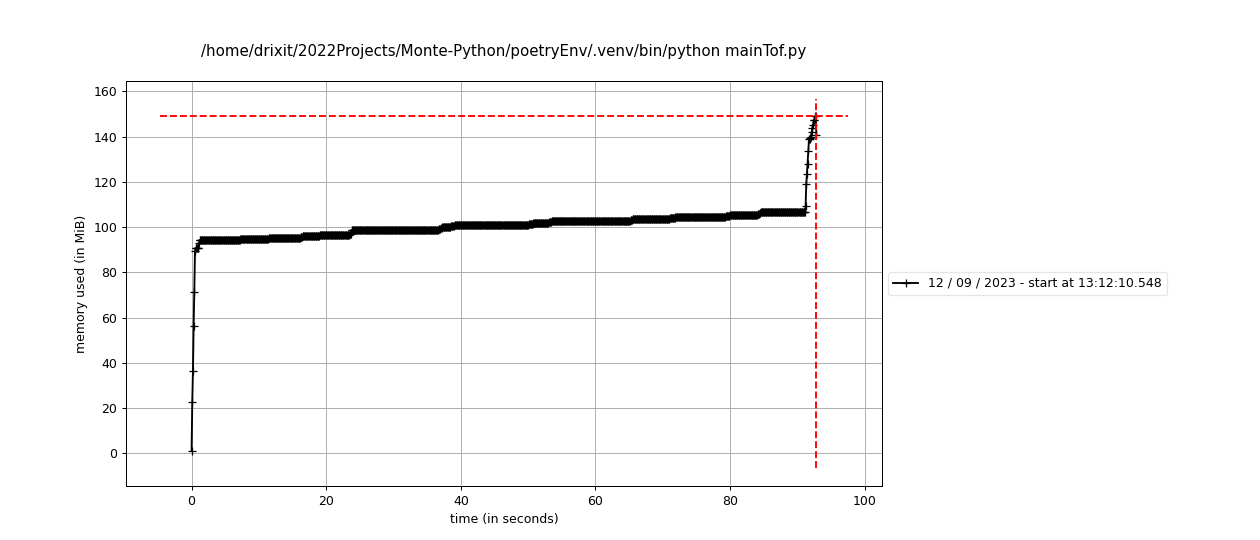 /home/drixit/2022Projects/Monte-Python/poetryEnv/.venv/bin/python mainTof.py
160
140
120
100
80
60
40
20
0
memory used (in MiB)
0 20 40 60 80 100
time (in seconds)
12 / 09 / 2023 - start at 13:12:10.548